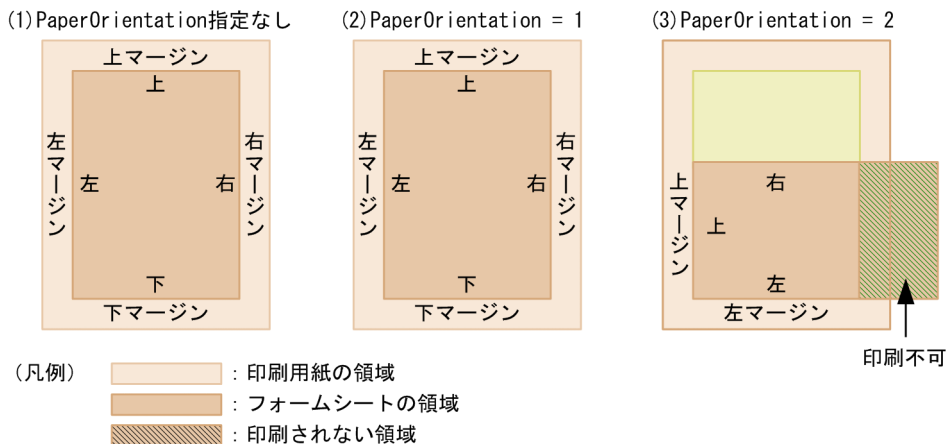 (1)PaperOrientation指定なし
上マージン
上
左マージン
左
右
右マージン
下
下マージン
(2)PaperOrientation = 1
上マージン
上
左マージン
左
右
右マージン
下
下マージン
(3)PaperOrientation = 2
上マージン
右
上
左
左マージン
印刷不可
(凡例)
：印刷用紙の領域
：フォームシートの領域
：印刷されない領域